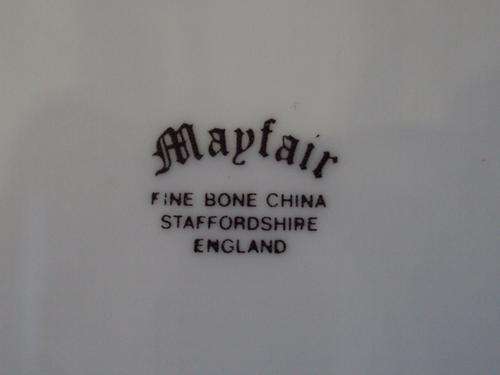 Mayfair
FINE BONE CHINA
STAFFORDSHIRE
ENGLAND